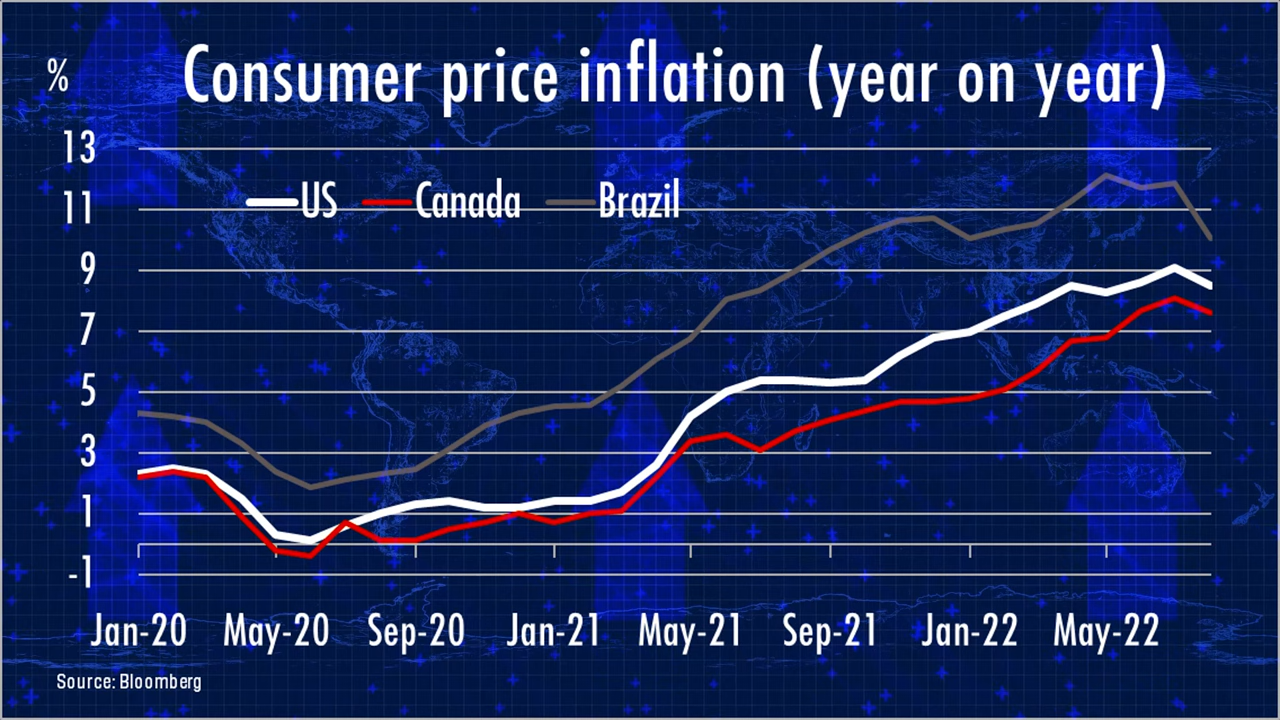 Consumer price inflation (year on year)
%
13
US Canada Brazil
11
9
7
5
3
1
-1
Jan-20 May-20 Sep-20 Jan-21 May-21 Sep-21 Jan-22 May-22
Source: Bloomberg